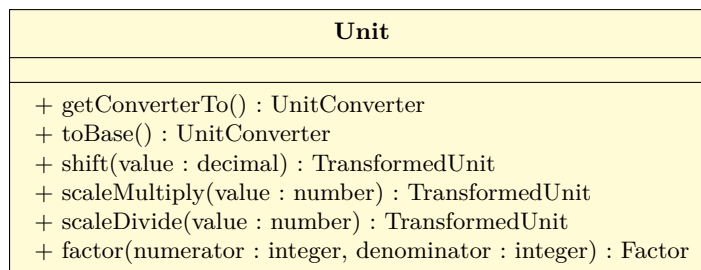 Unit
+ getConverterTo() : UnitConverter
+ toBase() : UnitConverter
+ shift(value : decimal) : TransformedUnit
+ scaleMultiply(value : number) : TransformedUnit
+ scaleDivide(value : number) : TransformedUnit
+ factor(numerator : integer, denominator : integer) : Factor